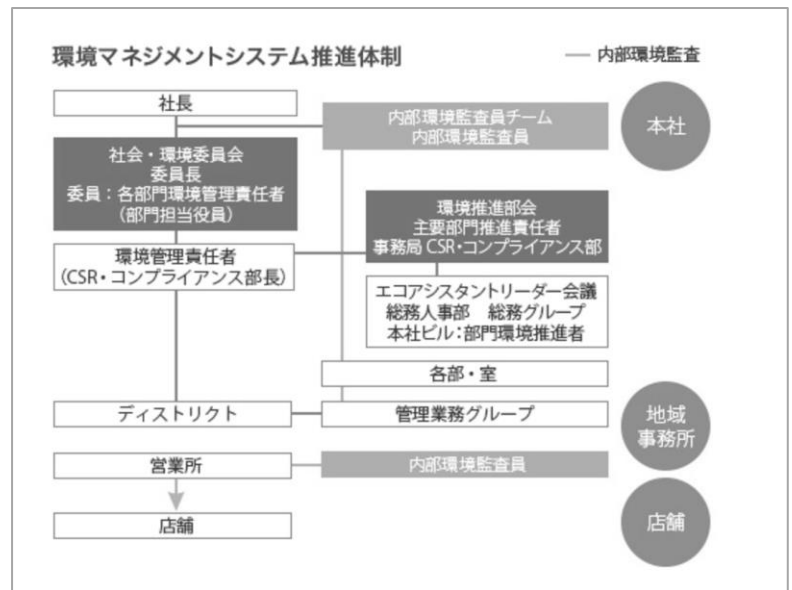 環境マネジメントシステム推進体制
内部環境監査
社長
内部環境監査員チーム
内部環境監査員
本社
社会・環境委員会
委員長
委員：各部門環境管理責任者
（部門担当役員）
環境推進部会
主要部門推進責任者
事務局 CSR・コンプライアンス部
環境管理責任者
（CSR・コンプライアンス部長）
エコアシスタントリーダー会議
総務人事部　総務グループ
本社ビル：部門環境推進者
各部・室
ディストリクト
管理業務グループ
地域
事務所
営業所
内部環境監査員
店舗
店舗